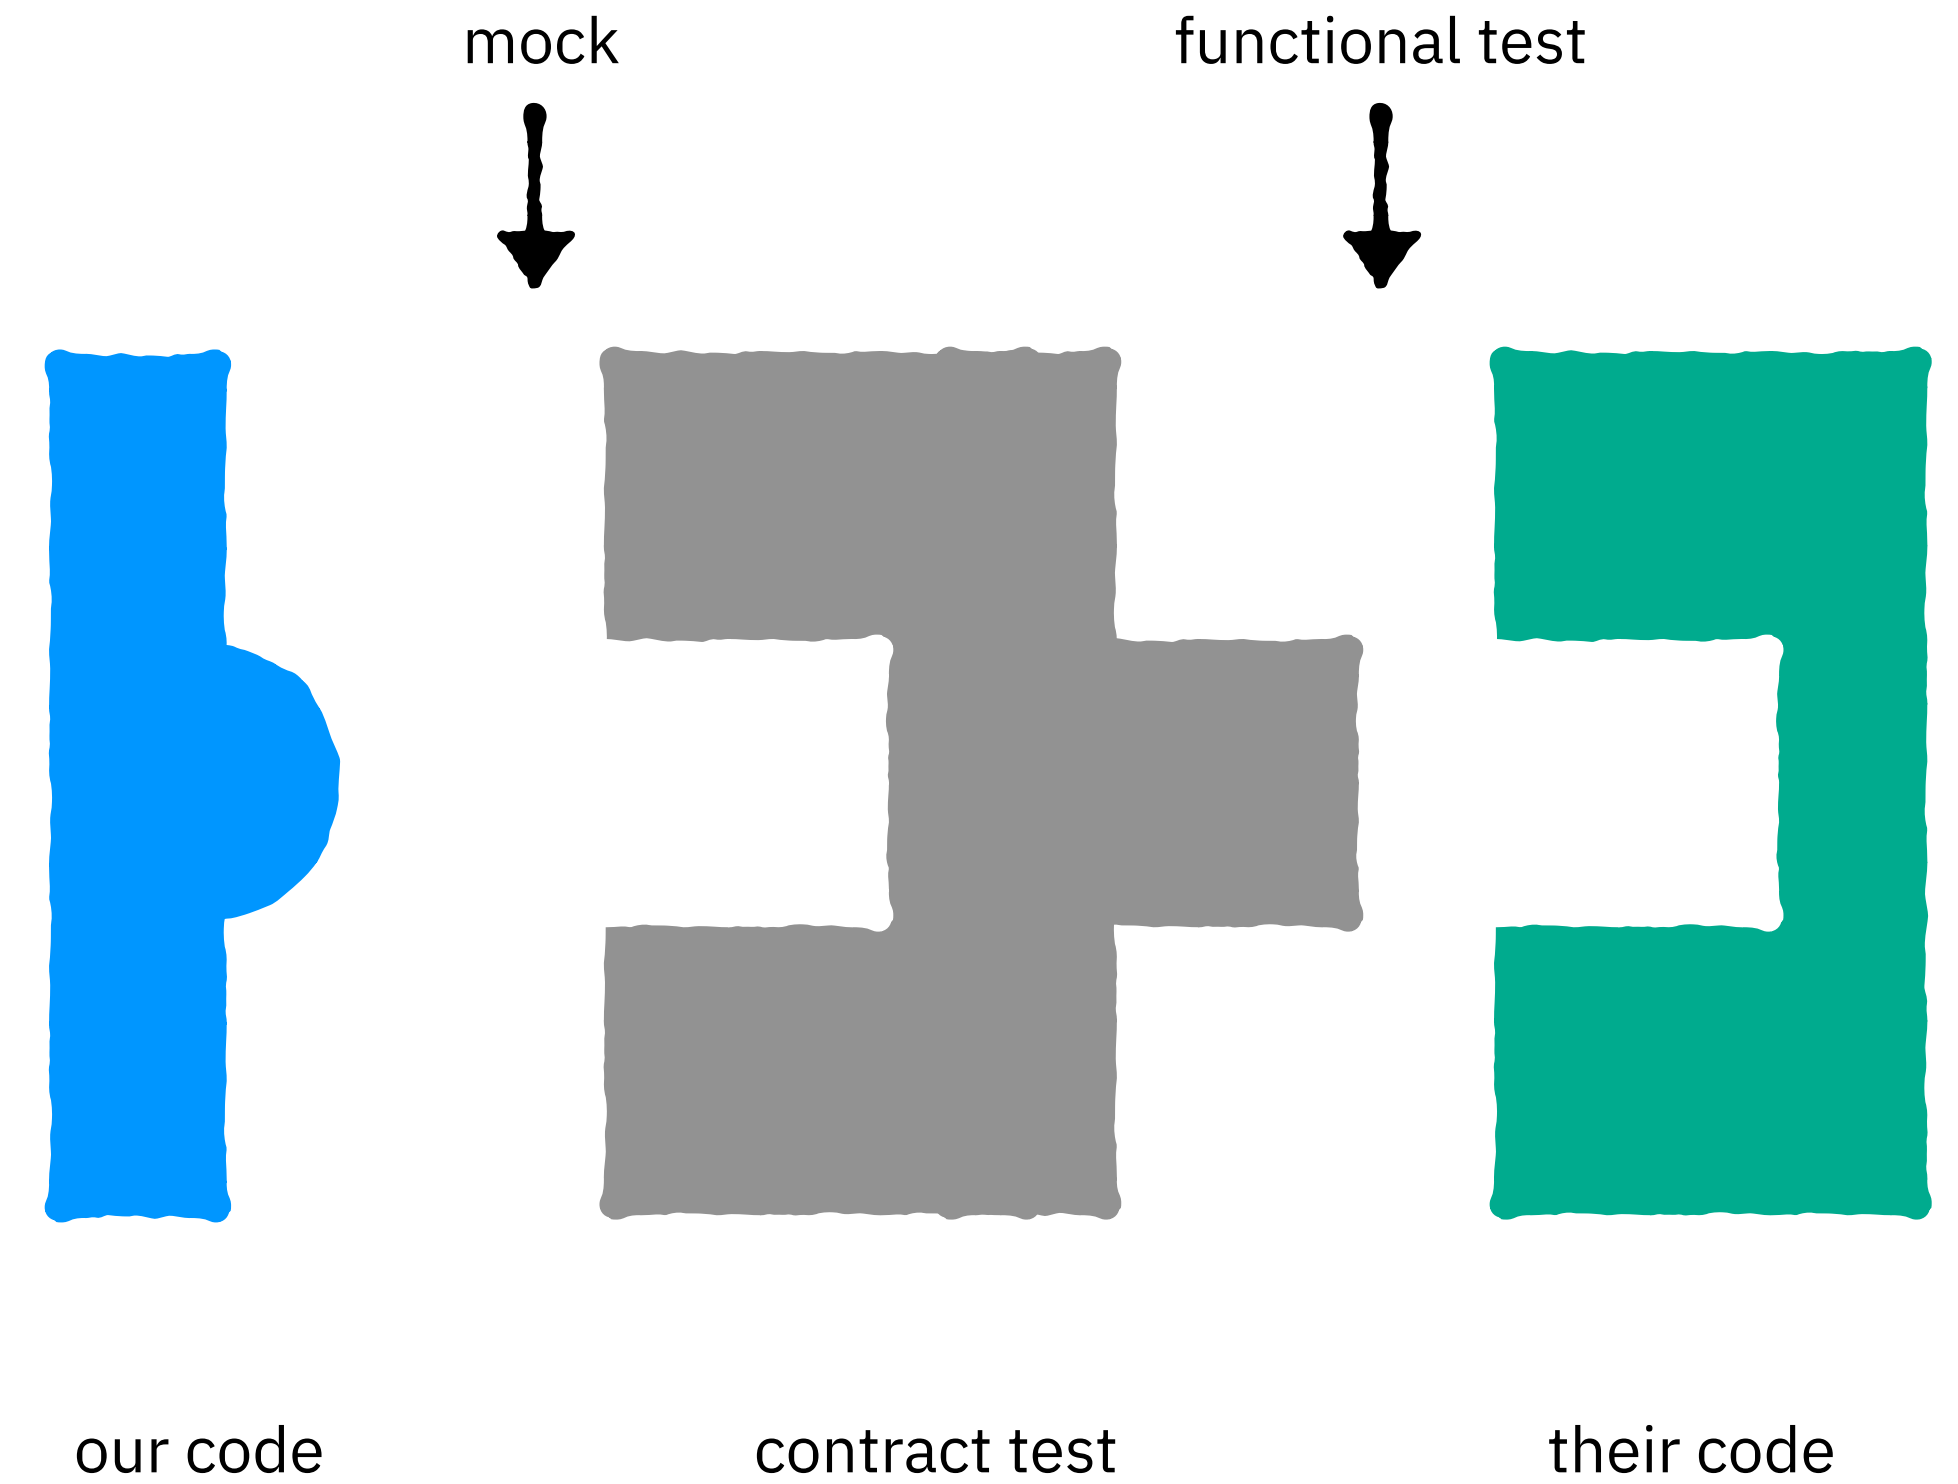 mock
functional test
our code
contract test
their code